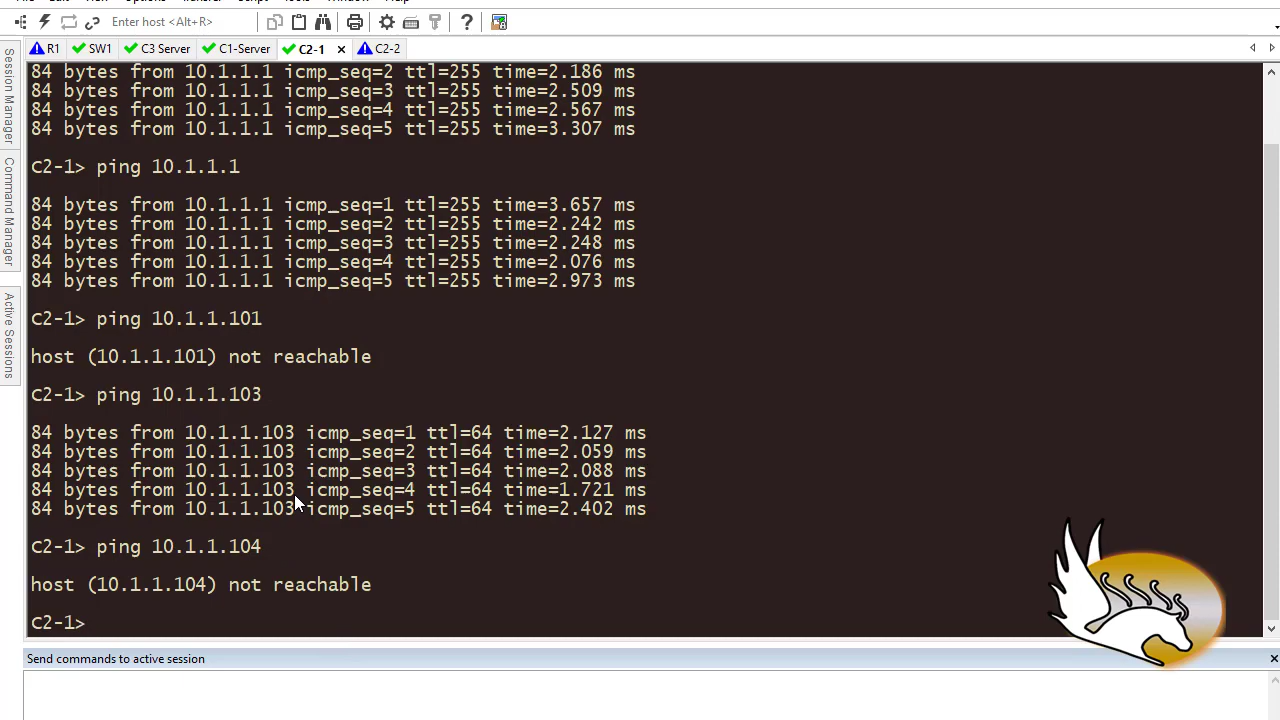 Enter host <Alt+R>
R1 SW1 C3 Server C1-Server C2-1 C2-2
Session Manager
Command Manager
Active Sessions
84 bytes from 10.1.1.1 icmp_seq=2 ttl=255 time=2.186 ms
84 bytes from 10.1.1.1 icmp_seq=3 ttl=255 time=2.509 ms
84 bytes from 10.1.1.1 icmp_seq=4 ttl=255 time=2.567 ms
84 bytes from 10.1.1.1 icmp_seq=5 ttl=255 time=3.307 ms
C2-1> ping 10.1.1.1
84 bytes from 10.1.1.1 icmp_seq=1 ttl=255 time=3.657 ms
84 bytes from 10.1.1.1 icmp_seq=2 ttl=255 time=2.242 ms
84 bytes from 10.1.1.1 icmp_seq=3 ttl=255 time=2.248 ms
84 bytes from 10.1.1.1 icmp_seq=4 ttl=255 time=2.076 ms
84 bytes from 10.1.1.1 icmp_seq=5 ttl=255 time=2.973 ms
C2-1> ping 10.1.1.101
host (10.1.1.101) not reachable
C2-1> ping 10.1.1.103
84 bytes from 10.1.1.103 icmp_seq=1 ttl=64 time=2.127 ms
84 bytes from 10.1.1.103 icmp_seq=2 ttl=64 time=2.059 ms
84 bytes from 10.1.1.103 icmp_seq=3 ttl=64 time=2.088 ms
84 bytes from 10.1.1.103 icmp_seq=4 ttl=64 time=1.721 ms
84 bytes from 10.1.1.103 icmp_seq=5 ttl=64 time=2.402 ms
C2-1> ping 10.1.1.104
host (10.1.1.104) not reachable
C2-1>
Send commands to active session